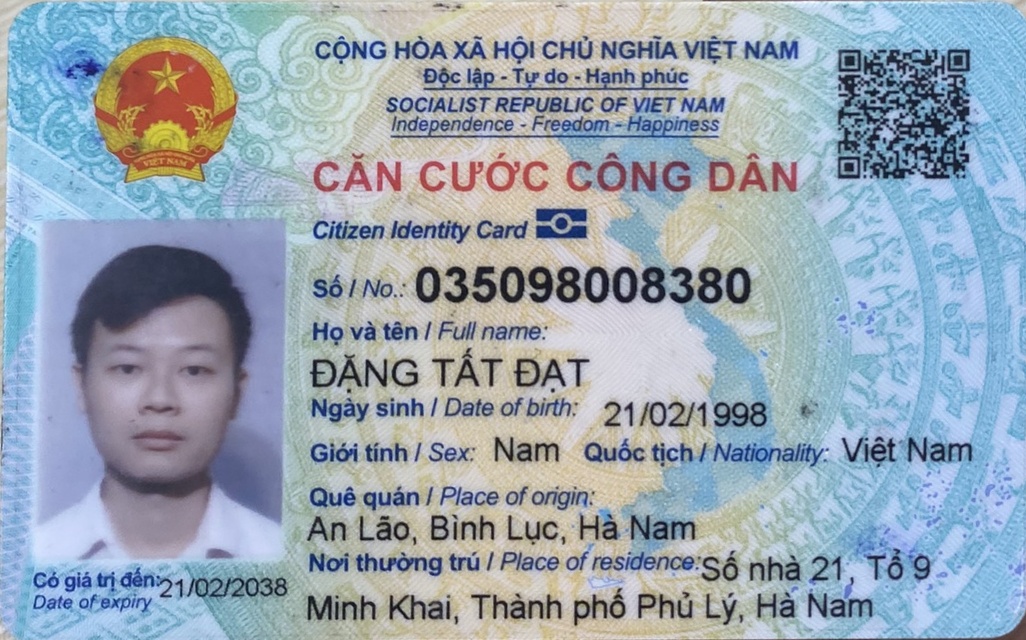 CỘNG HÒA XÃ HỘI CHỦ NGHĨA VIỆT NAM
Độc lập - Tự do - Hạnh phúc
SOCIALIST REPUBLIC OF VIET NAM
Independence - Freedom - Happiness
VIỆT NAM
CĂN CƯỚC CÔNG DÂN
Citizen Identity Card
Số / No.: 035098008380
Họ và tên / Full name:
ĐẶNG TẤT ĐẠT
Ngày sinh / Date of birth: 21/02/1998
Giới tính / Sex: Nam Quốc tịch / Nationality: Việt Nam
Quê quán / Place of origin:
An Lão, Bình Lục, Hà Nam
Nơi thường trú / Place of residence: Số nhà 21, Tổ 9
Minh Khai, Thành phố Phủ Lý, Hà Nam
Có giá trị đến: 21/02/2038
Date of expiry